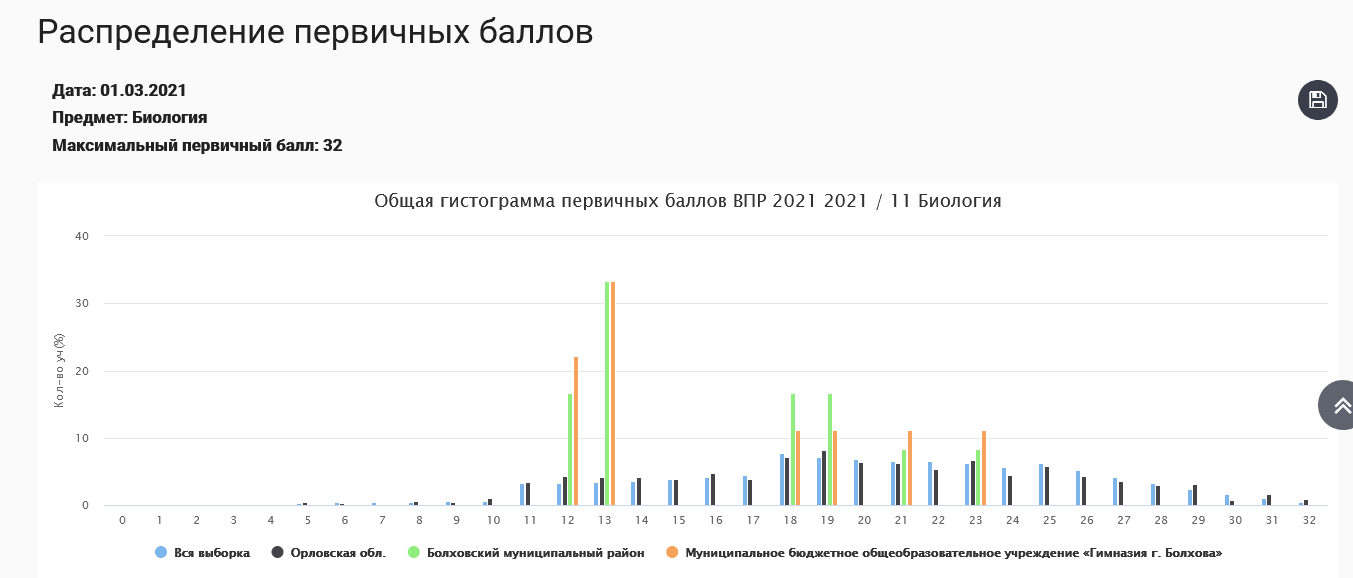 Распределение первичных баллов
Дата: 01.03.2021
Предмет: Биология
Максимальный первичный балл: 32
Общая гистограмма первичных баллов ВПР 2021 2021 / 11 Биология
Кол-во уч(%)
40
30
20
10
0
0 1 2 3 4 5 6 7 8 9 10 11 12 13 14 15 16 17 18 19 20 21 22 23 24 25 26 27 28 29 30 31 32
Вся выборка Орловская обл. Болховский муниципальный район Муниципальное бюджетное общеобразовательное учреждение «Гимназия г. Болхова»